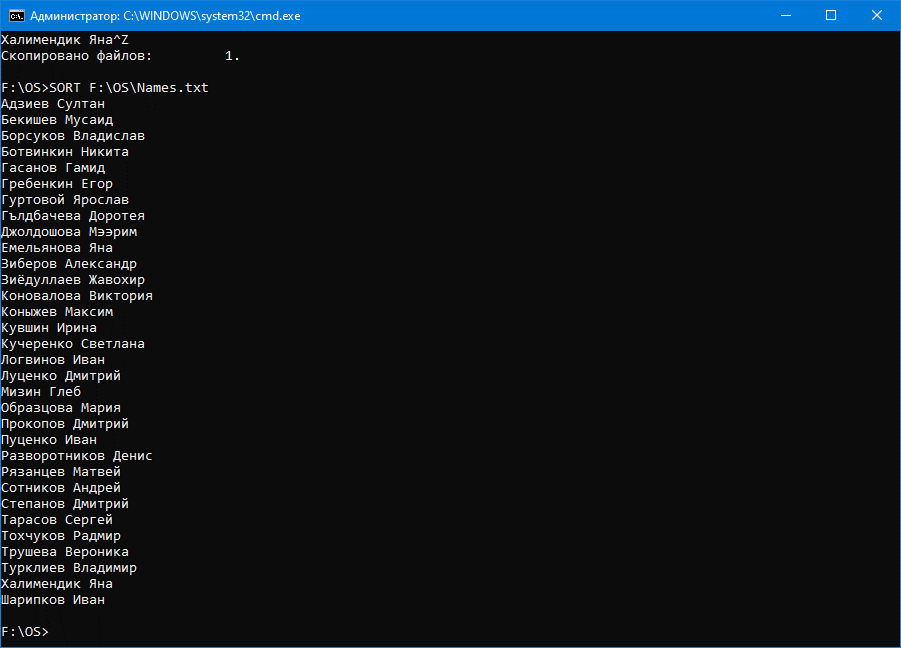 Администратор: C:\WINDOWS\system32\cmd.exe
Халимендик Яна^Z
Скопировано файлов:         1.
F:\OS>SORT F:\OS\Names.txt
Адзиев Султан
Бекишев Мусаид
Борсуков Владислав
Ботвинкин Никита
Гасанов Гамид
Гребенкин Егор
Гуртовой Ярослав
Гълдбачева Доротея
Джолдошова Мээрим
Емельянова Яна
Зиберов Александр
Зиёдуллаев Жавохир
Коновалова Виктория
Коныжев Максим
Кувшин Ирина
Кучеренко Светлана
Логвинов Иван
Луценко Дмитрий
Мизин Глеб
Образцова Мария
Прокопов Дмитрий
Пуценко Иван
Разворотников Денис
Рязанцев Матвей
Сотников Андрей
Степанов Дмитрий
Тарасов Сергей
Тохчуков Радмир
Трушева Вероника
Турклиев Владимир
Халимендик Яна
Шарипков Иван
F:\OS>